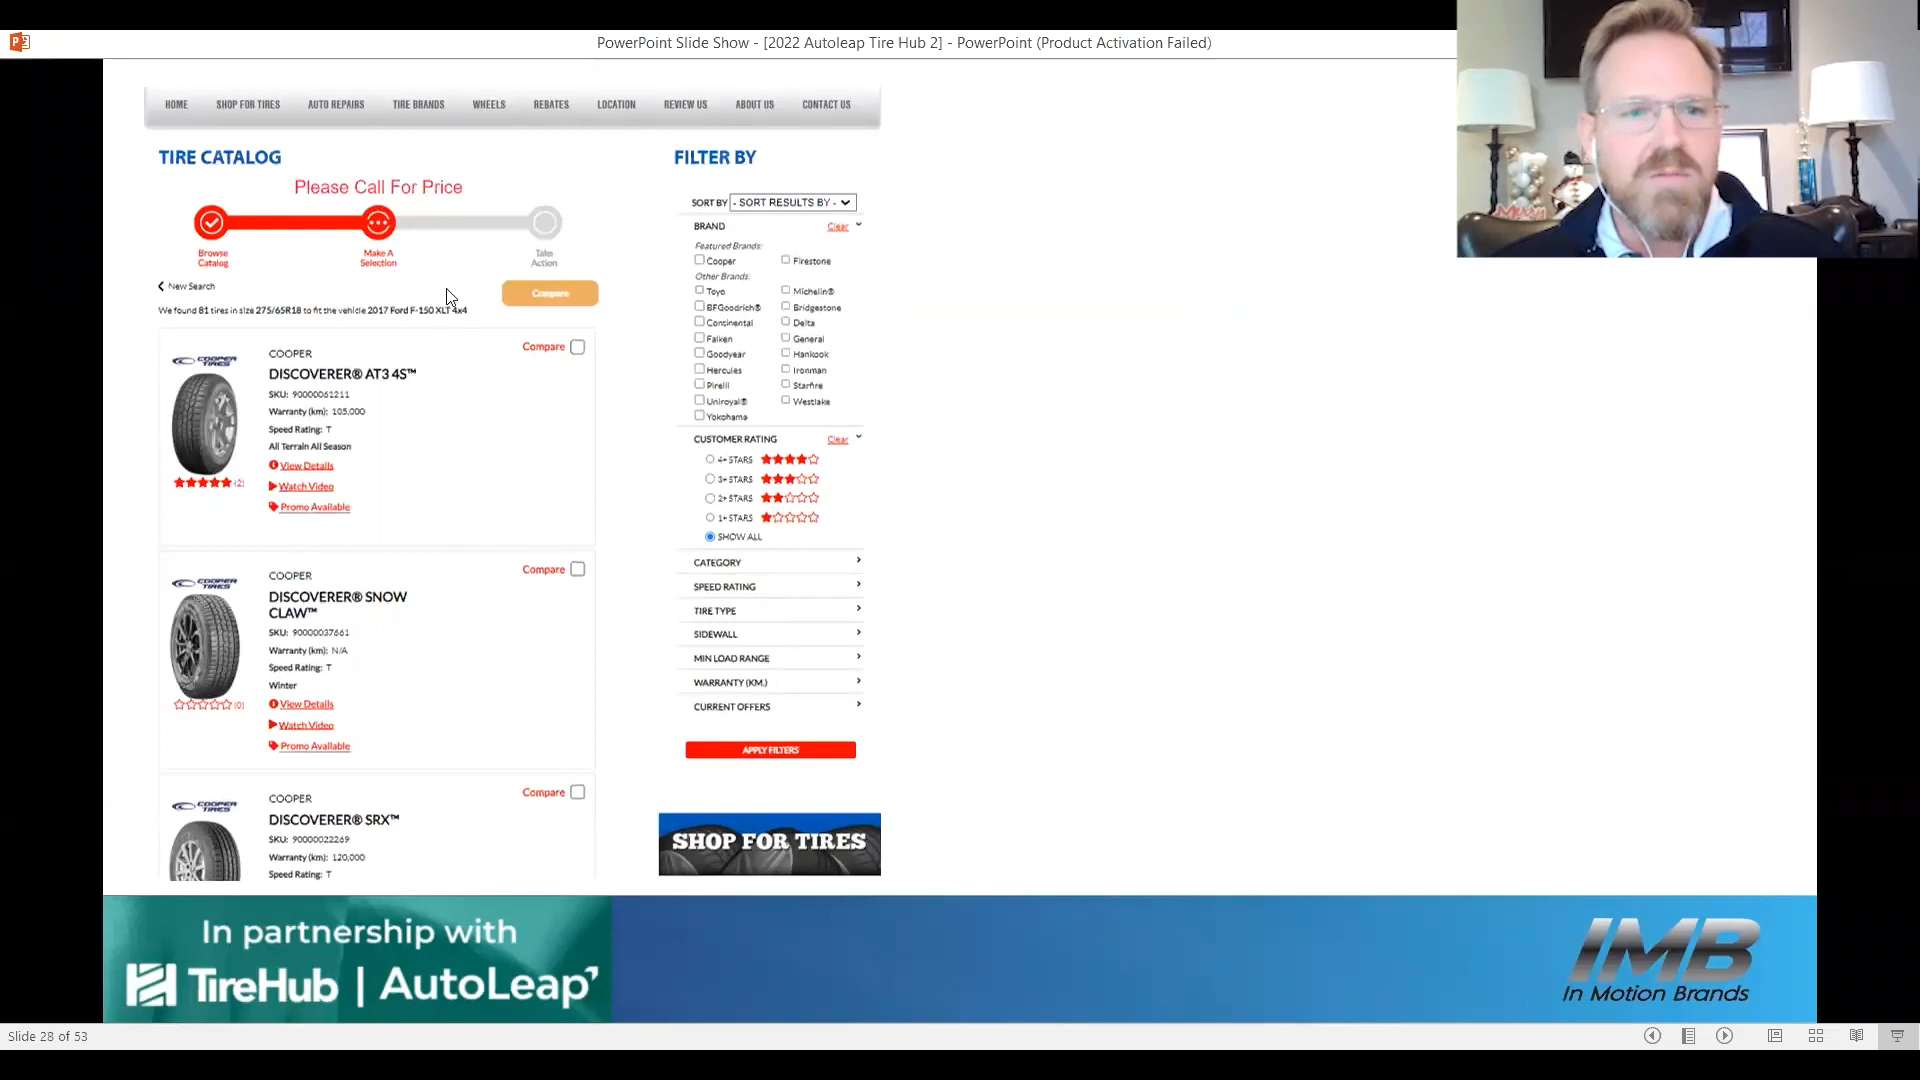 PowerPoint Slide Show - [2022 Autoleap Tire Hub 2] - PowerPoint (Product Activation Failed)
HOME SHOP FOR TIRES AUTO REPAIRS TIRE BRANDS WHEELS REBATES LOCATION REVIEW US ABOUT US CONTACT US
TIRE CATALOG
Please Call For Price
Browse Catalog
Make A Selection
Take Action
New Search
Compare
We found 81 tires in size 275/65R18 to fit the vehicle 2017 Ford F-150 XLT 4x4
COOPER TIRES
COOPER
Compare
DISCOVERER® AT3 4S™
SKU: 90000061211
Warranty (km): 105,000
Speed Rating: T
All Terrain All Season
View Details
Watch Video
Promo Available
(2)
COOPER TIRES
COOPER
Compare
DISCOVERER® SNOW
CLAW™
SKU: 90000037661
Warranty (km): N/A
Speed Rating: T
Winter
View Details
Watch Video
Promo Available
(0)
COOPER TIRES
COOPER
Compare
DISCOVERER® SRX™
SKU: 90000022269
Warranty (km): 120,000
Speed Rating: T
FILTER BY
SORT BY - SORT RESULTS BY -
BRAND Clear
Featured Brands:
Cooper Firestone
Other Brands:
Toyo Michelin®
BFGoodrich® Bridgestone
Continental Delta
Falken General
Goodyear Hankook
Hercules Ironman
Pirelli Starfire
Uniroyal® Westlake
Yokohama
CUSTOMER RATING Clear
4+ STARS
3+ STARS
2+ STARS
1+ STARS
SHOW ALL
CATEGORY
SPEED RATING
TIRE TYPE
SIDEWALL
MIN LOAD RANGE
WARRANTY (KM.)
CURRENT OFFERS
APPLY FILTERS
SHOP FOR TIRES
In partnership with
TireHub | AutoLeap
IMB
In Motion Brands
Slide 28 of 53